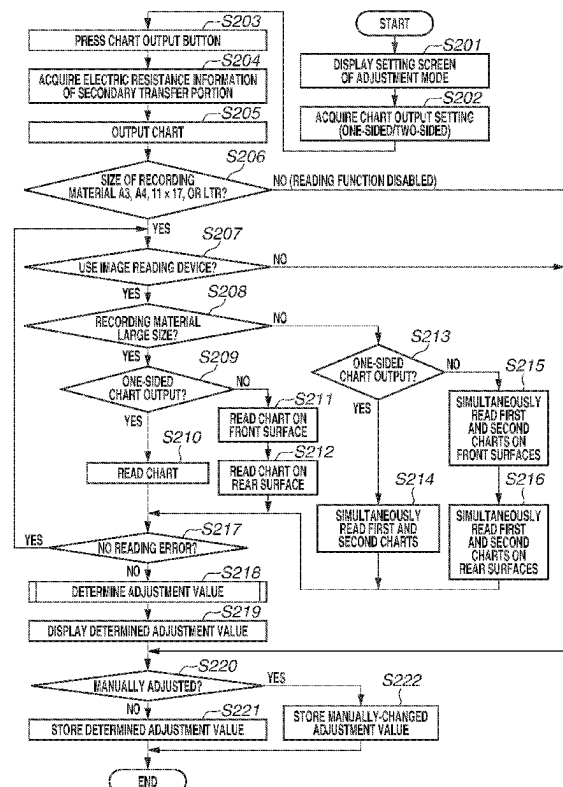 START
S201
DISPLAY SETTING SCREEN
OF ADJUSTMENT MODE
S202
ACQUIRE CHART OUTPUT SETTING
(ONE-SIDED/TWO-SIDED)
S203
PRESS CHART OUTPUT BUTTON
S204
ACQUIRE ELECTRIC RESISTANCE INFORMATION
OF SECONDARY TRANSFER PORTION
S205
OUTPUT CHART
S206
SIZE OF RECORDING
MATERIAL A3, A4, 11 x 17, OR LTR?
NO (READING FUNCTION DISABLED)
YES
S207
USE IMAGE READING DEVICE?
NO
YES
S208
RECORDING MATERIAL
LARGE SIZE?
NO
YES
S209
ONE-SIDED
CHART OUTPUT?
NO
YES
S210
READ CHART
S211
READ CHART ON
FRONT SURFACE
S212
READ CHART ON
REAR SURFACE
S213
ONE-SIDED
CHART OUTPUT?
NO
YES
S214
SIMULTANEOUSLY
READ FIRST AND
SECOND CHARTS
S215
SIMULTANEOUSLY
READ FIRST
AND SECOND
CHARTS ON
FRONT SURFACES
S216
SIMULTANEOUSLY
READ FIRST
AND SECOND
CHARTS ON
REAR SURFACES
S217
NO READING ERROR?
YES
NO
S218
DETERMINE ADJUSTMENT VALUE
S219
DISPLAY DETERMINED ADJUSTMENT VALUE
S220
MANUALLY ADJUSTED?
YES
NO
S221
STORE DETERMINED ADJUSTMENT VALUE
S222
STORE MANUALLY-CHANGED
ADJUSTMENT VALUE
END